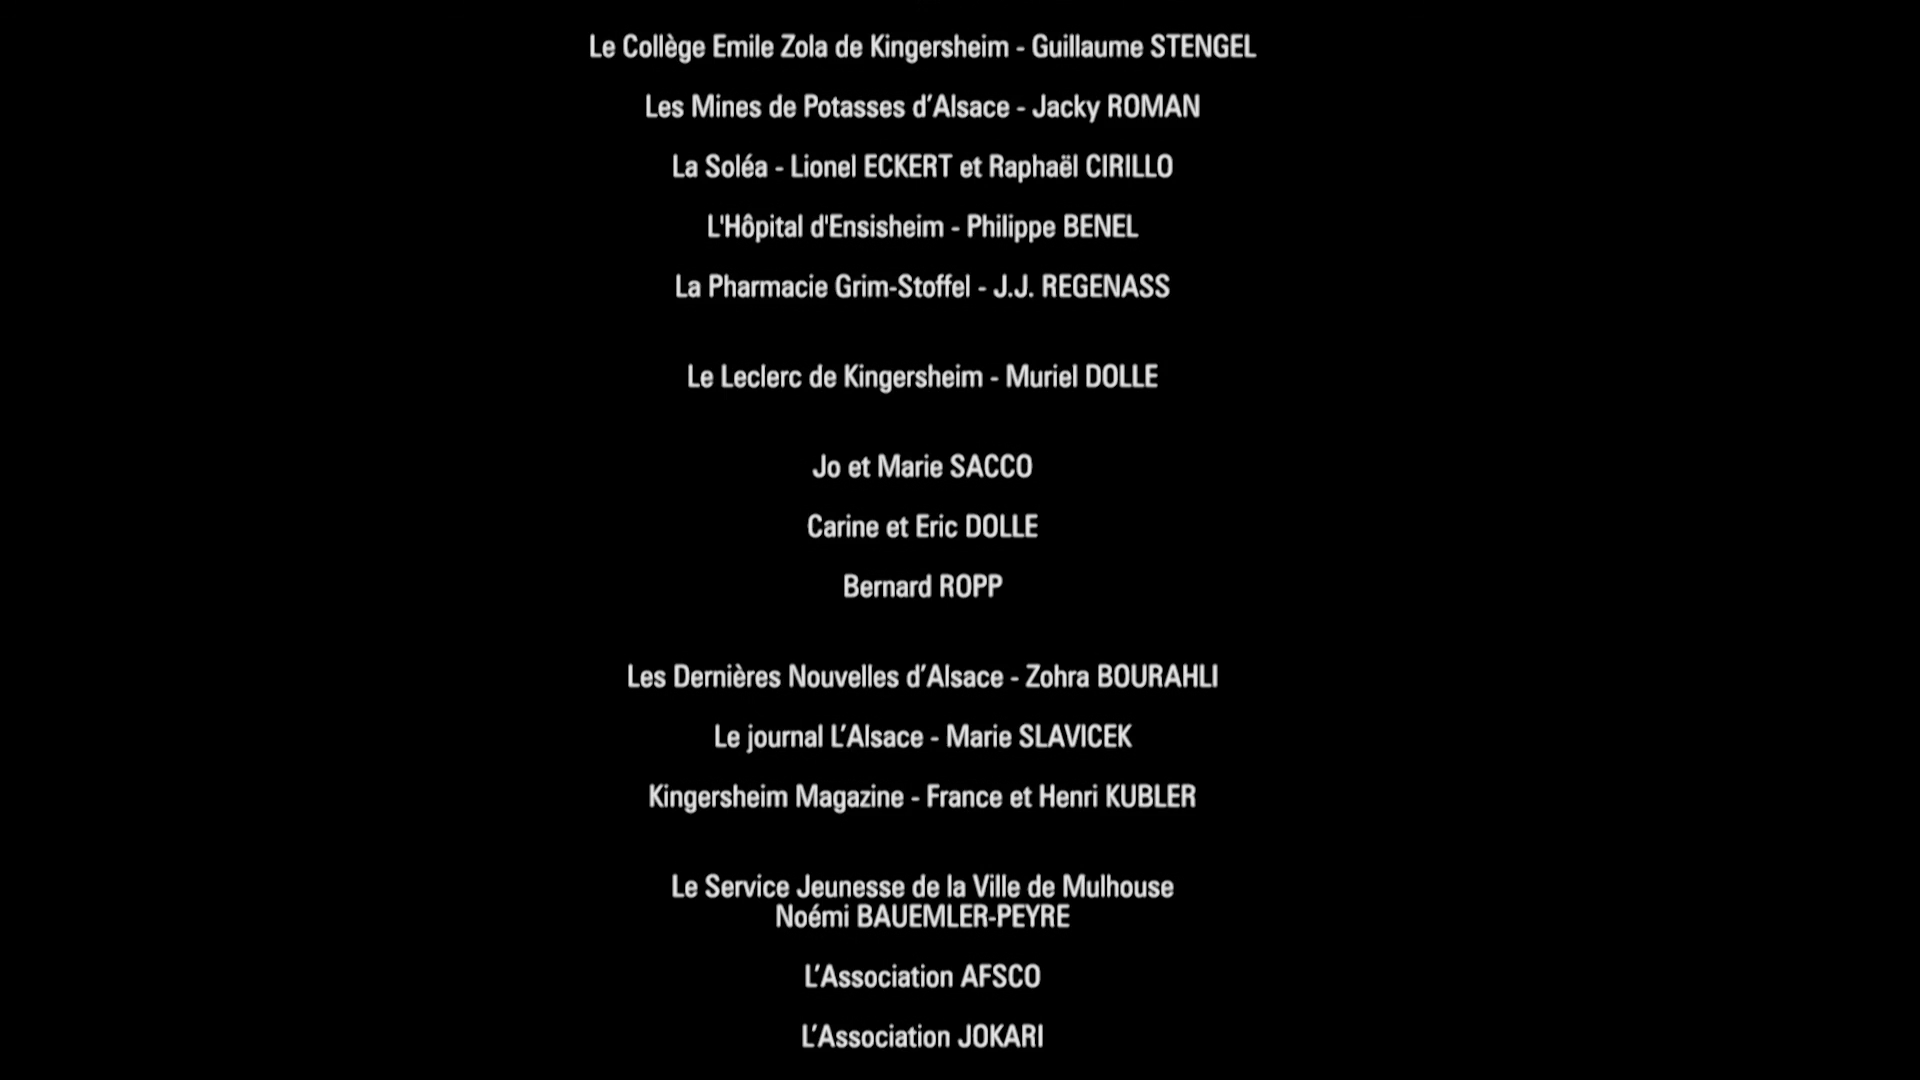 Le Collège Emile Zola de Kingersheim - Guillaume STENGEL
Les Mines de Potasses d’Alsace - Jacky ROMAN
La Soléa - Lionel ECKERT et Raphaël CIRILLO
L'Hôpital d'Ensisheim - Philippe BENEL
La Pharmacie Grim-Stoffel - J.J. REGENASS
Le Leclerc de Kingersheim - Muriel DOLLE
Jo et Marie SACCO
Carine et Eric DOLLE
Bernard ROPP
Les Dernières Nouvelles d’Alsace - Zohra BOURAHLI
Le journal L’Alsace - Marie SLAVICEK
Kingersheim Magazine - France et Henri KUBLER
Le Service Jeunesse de la Ville de Mulhouse
Noémi BAUEMLER-PEYRE
L’Association AFSCO
L’Association JOKARI